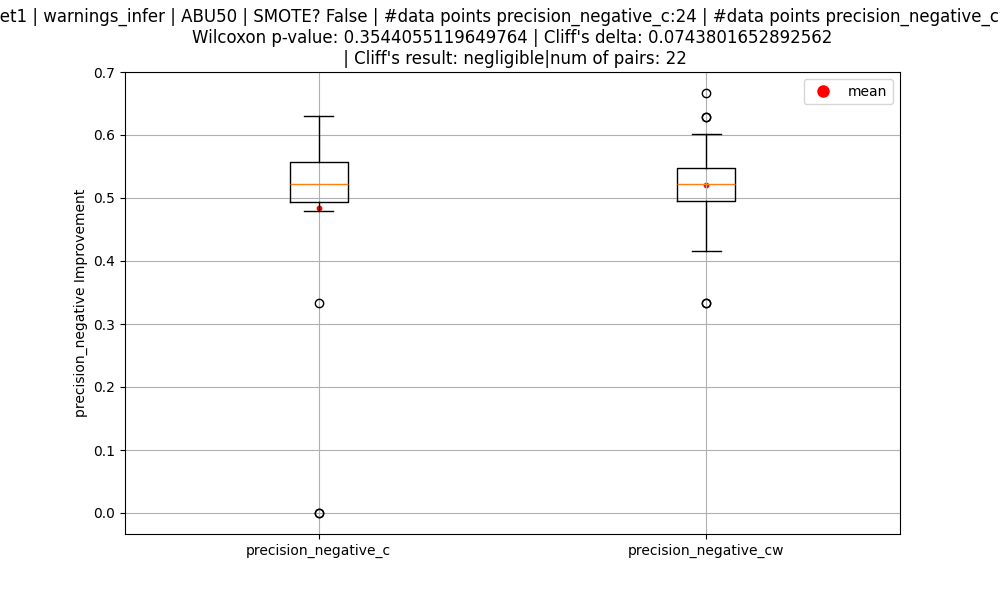 et1 | warnings_infer | ABU50 | SMOTE? False | #data points precision_negative_c:24 | #data points precision_negative_c
Wilcoxon p-value: 0.3544055119649764 | Cliff's delta: 0.0743801652892562
| Cliff's result: negligible|num of pairs: 22
0.7
mean
0.6
0.5
0.4
0.3
0.2
0.1
0.0
precision_negative Improvement
precision_negative_c
precision_negative_cw